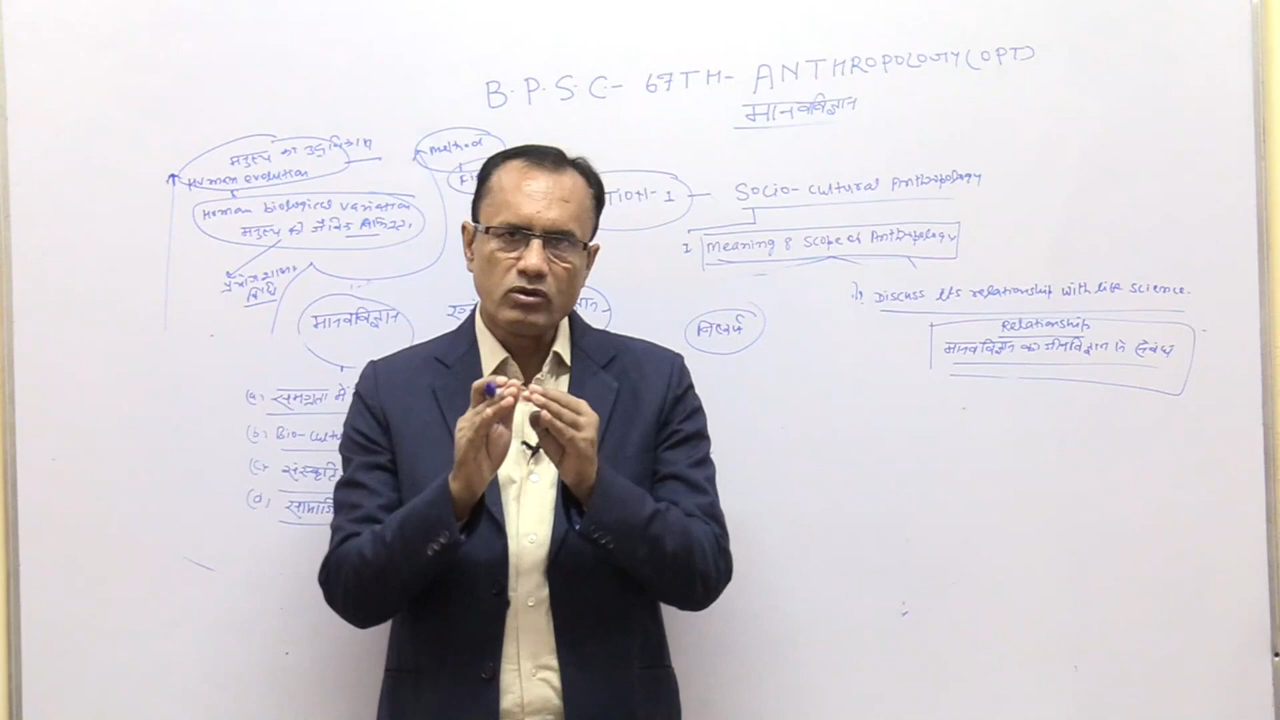 B.P.S.C- 67TH- ANTHROPOLOGY(OPT)
मानवविज्ञान
मनुष्य का उद्विकास
Human evolution
Human biological variation
मनुष्य की जैविक
प्रयोगशाला
विधि
Method
TION- 1 - Socio-cultural Anthropology
I Meaning & scope of Anthropology
Discuss its relationship with life science.
Relationship
मानवविज्ञान का जीवविज्ञान से संबंध
मानवविज्ञान
निष्कर्ष
(a) समग्रता में
(b) Bio-cultu
(c) संस्कृति
(d) सामाजि